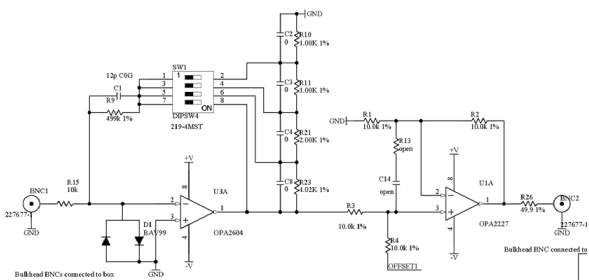 GND
C2
0
R10
1.00K 1%
12p C0G
C1
R9
499k 1%
SW1
1
3
5
7
1
ON
2
4
6
8
DIPSW4
219-4MST
C3
0
R11
1.00K 1%
C4
0
R21
2.00K 1%
C8
0
R23
4.02K 1%
GND
R1
10.0k 1%
R2
10.0k 1%
R13
open
C14
open
BNC1
227677-1
GND
R15
10k
D1
BAV99
GND
+V
8
2
3
1
4
-V
U3A
OPA2604
R3
10.0k 1%
R4
10.0k 1%
OFFSET1
+V
8
2
3
1
4
-V
U1A
OPA2227
R26
49.9 1%
BNC2
227677-1
GND
Bulkhead BNCs connected to box
Bulkhead BNC connected to